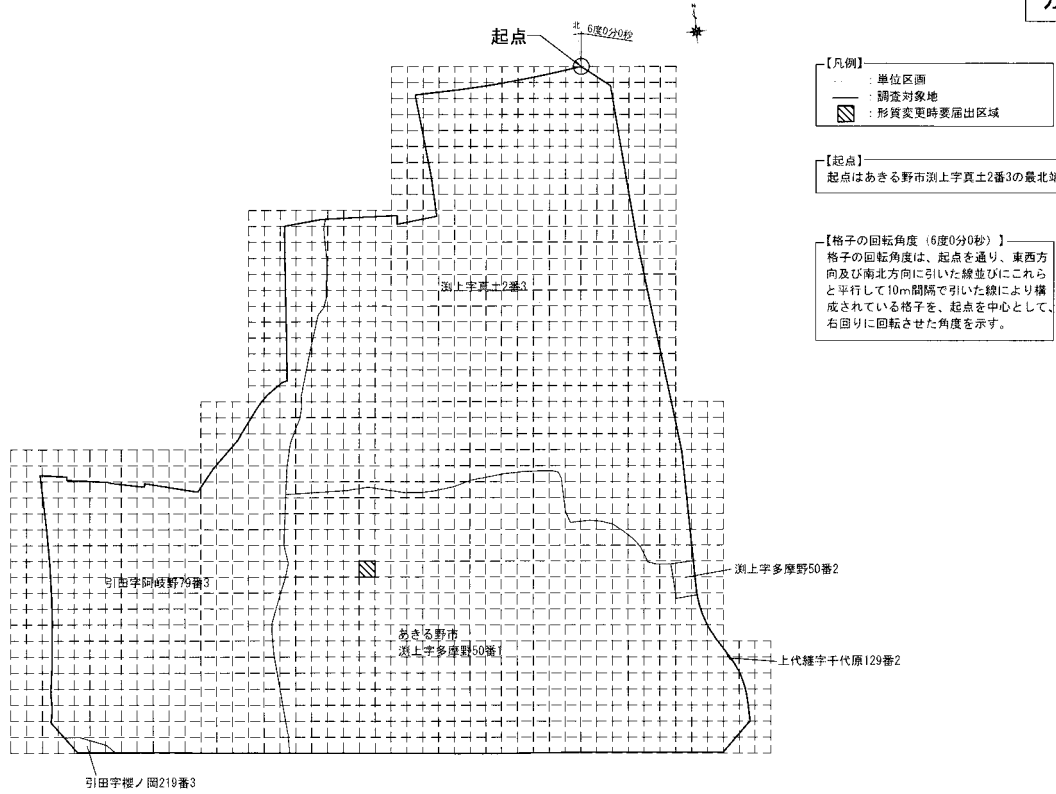 起点
北
6度0分0秒
N
【凡例】
: 単位区画
: 調査対象地
: 形質変更時要届出区域
【起点】
起点はあきる野市渕上字真土2番3の最北端
【格子の回転角度（6度0分0秒）】
格子の回転角度は、起点を通り、東西方
向及び南北方向に引いた線並びにこれら
と平行して10m間隔で引いた線により構
成されている格子を、起点を中心として、
右回りに回転させた角度を示す。
渕上字真土2番3
引田字阿岐野79番3
渕上字多摩野50番2
あきる野市
渕上字多摩野50番1
上代継字千代原129番2
引田字櫻ノ岡219番3